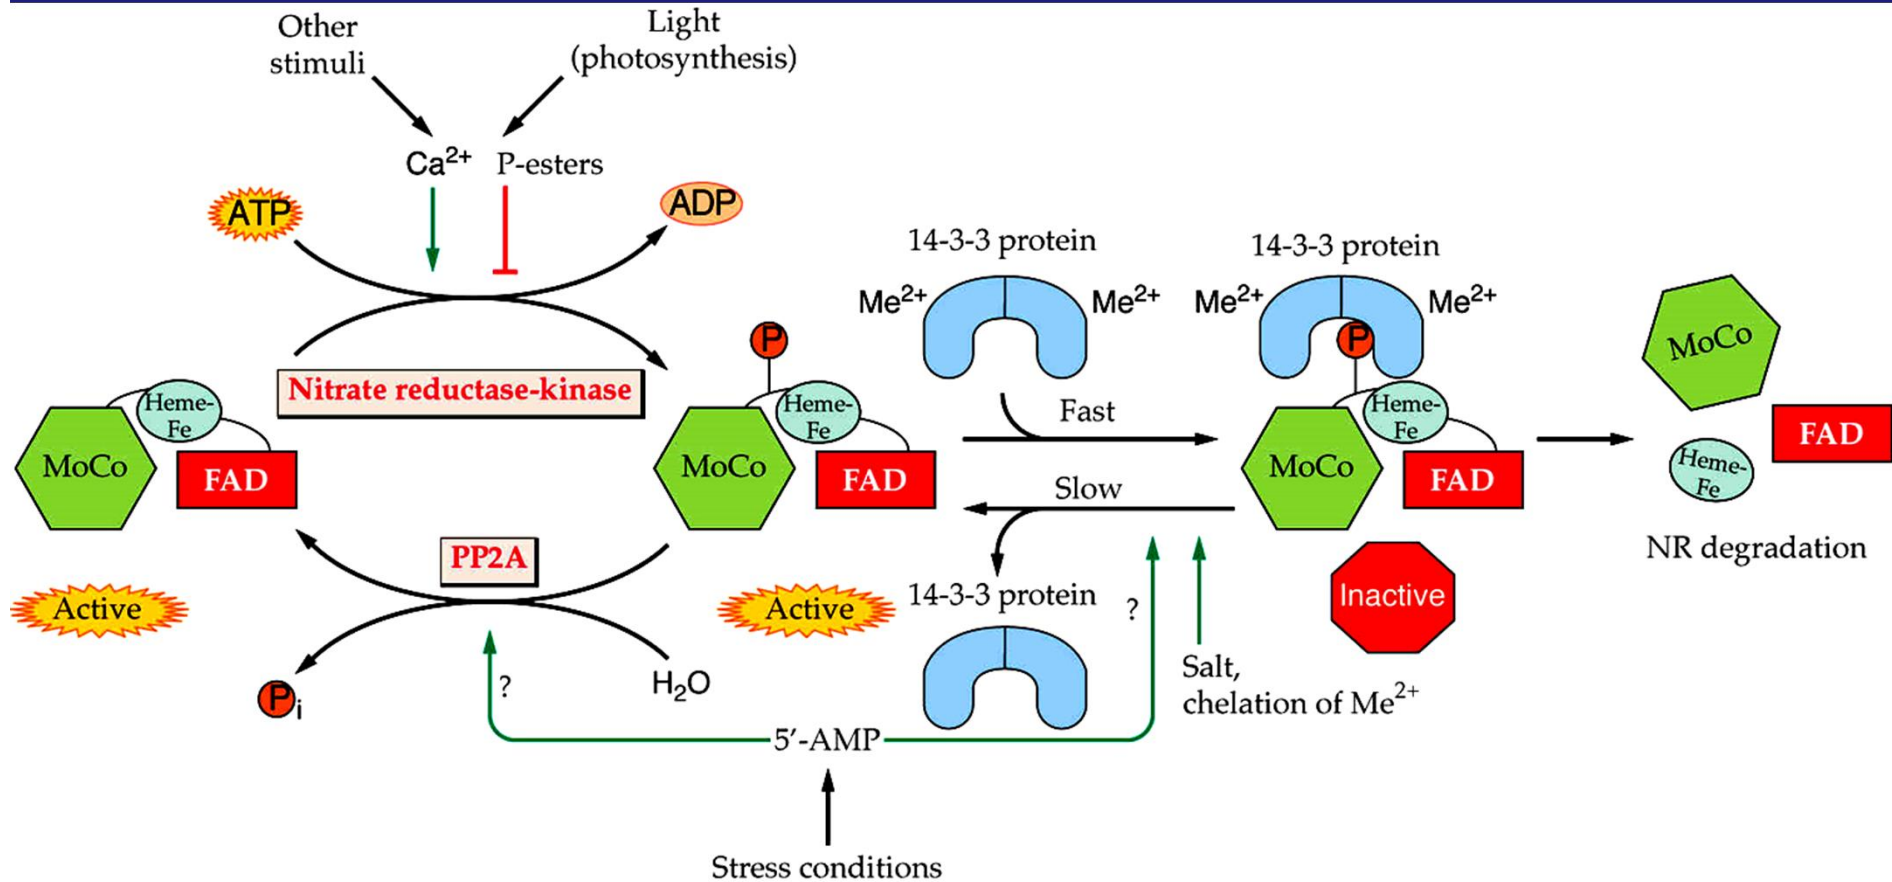 Other
stimuli
Light
(photosynthesis)
Ca²⁺
P-esters
ATP
ADP
Nitrate reductase-kinase
MoCo
Heme-
Fe
FAD
Active
PP2A
Pᵢ
H₂O
?
P
MoCo
Heme-
Fe
FAD
Active
14-3-3 protein
Me²⁺
Me²⁺
Fast
Slow
14-3-3 protein
?
5′-AMP
Stress conditions
Salt,
chelation of Me²⁺
14-3-3 protein
Me²⁺
Me²⁺
P
MoCo
Heme-
Fe
FAD
Inactive
MoCo
FAD
Heme-
Fe
NR degradation